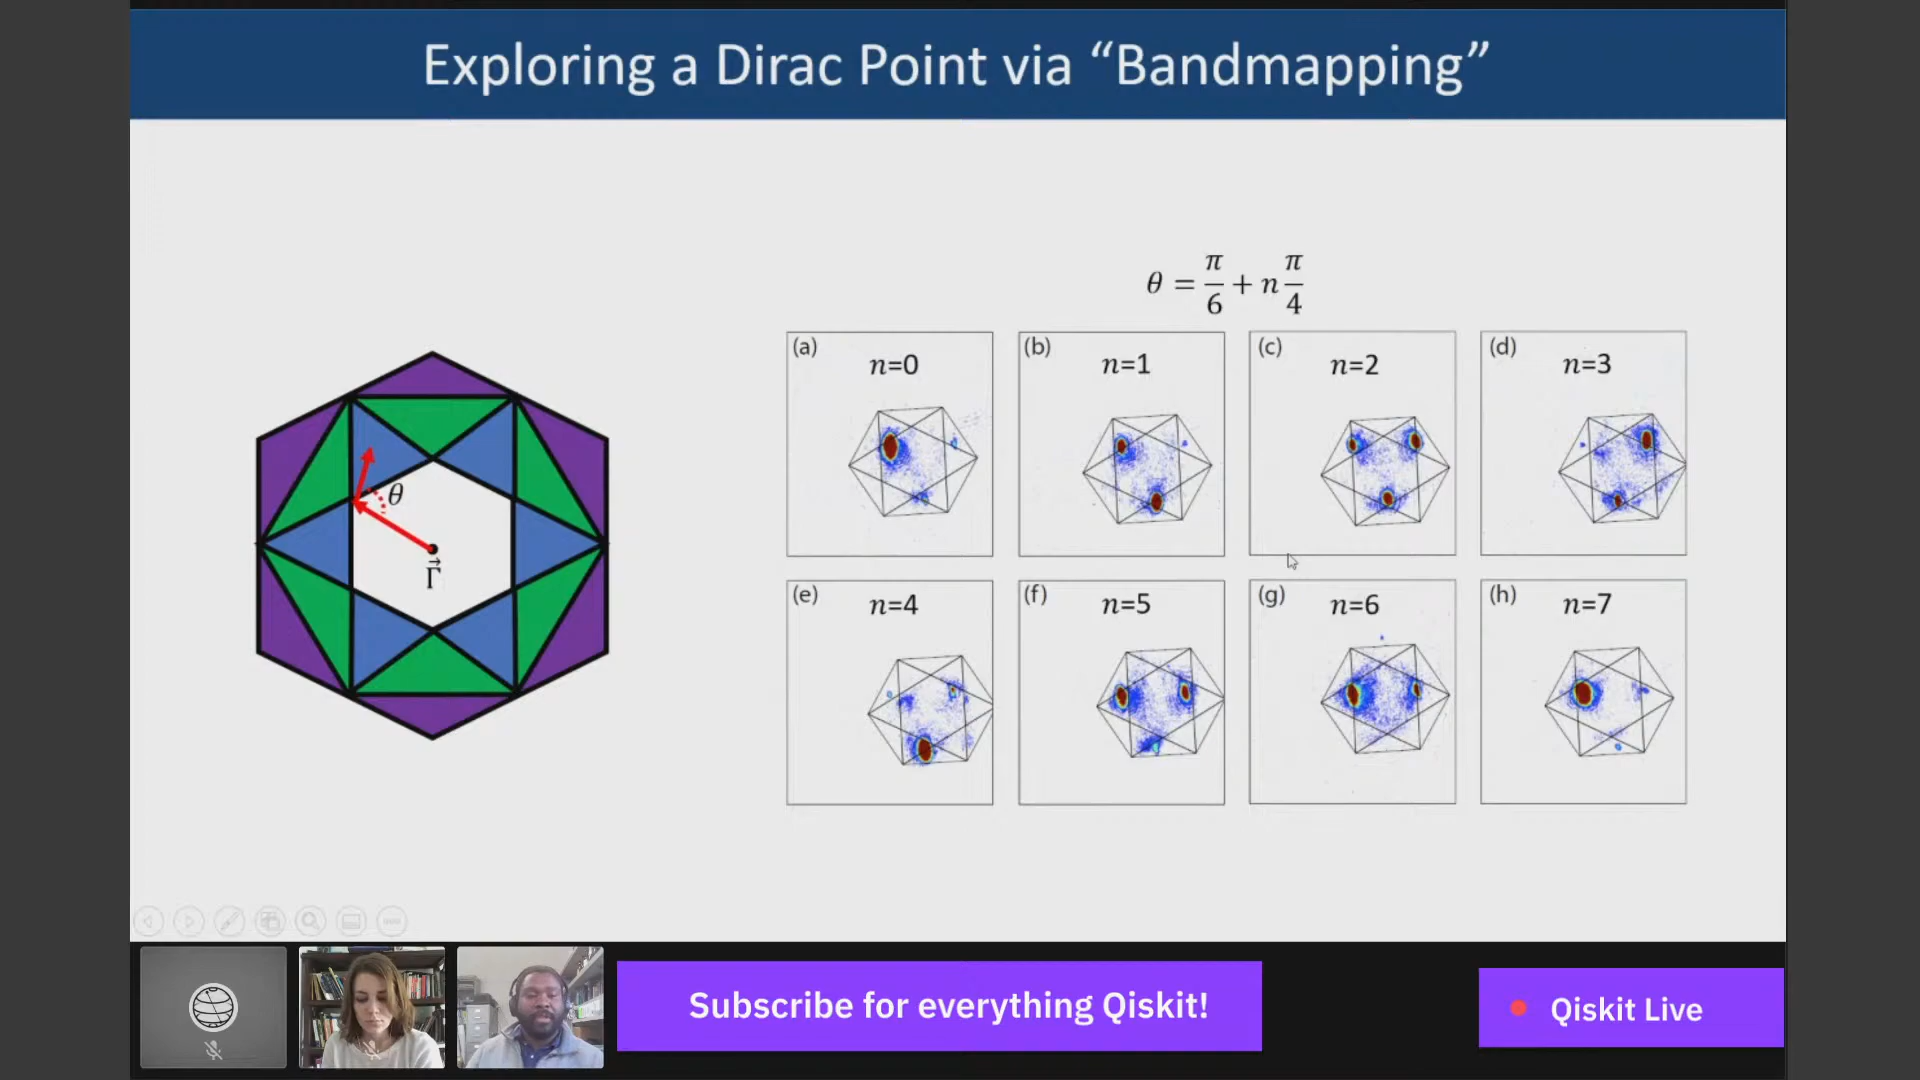 Exploring a Dirac Point via “Bandmapping”
θ = π/6 + n π/4
(a) n=0
(b) n=1
(c) n=2
(d) n=3
θ
Γ⃗
(e) n=4
(f) n=5
(g) n=6
(h) n=7
Subscribe for everything Qiskit!
Qiskit Live